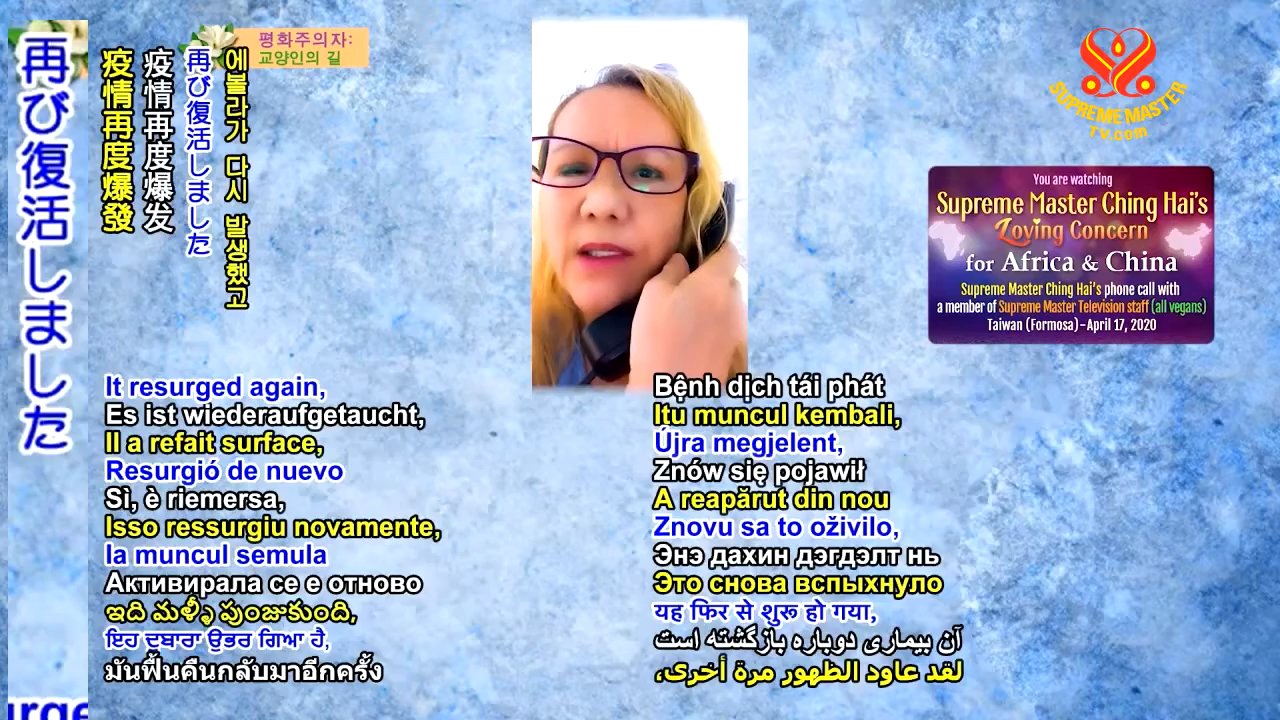 再び復活しました
疫情再度爆發
疫情再度爆发
再び復活しました
에볼라가 다시 발생했고
평화주의자:
교양인의 길
SUPREME MASTER
TV.com
You are watching
Supreme Master Ching Hai's
Loving Concern
for Africa & China
Supreme Master Ching Hai's phone call with
a member of Supreme Master Television staff (all vegans)
Taiwan (Formosa)–April 17, 2020
It resurged again,
Es ist wiederaufgetaucht,
Il a refait surface,
Resurgió de nuevo
Sì, è riemersa,
Isso ressurgiu novamente,
Ia muncul semula
Активирала се е отново
ఇది మళ్ళీ పుంజుకుంది,
ਇਹ ਦੁਬਾਰਾ ਉਭਰ ਗਿਆ ਹੈ,
มันฟื้นคืนกลับมาอีกครั้ง
Bệnh dịch tái phát
Itu muncul kembali,
Újra megjelent,
Znów się pojawił
A reapărut din nou
Znovu sa to oživilo,
Энэ дахин дэгдэлт нь
Это снова вспыхнуло
यह फिर से शुरू हो गया,
آن بیماری دوباره بازگشته است
لقد عاود الظهور مرة أخرى،